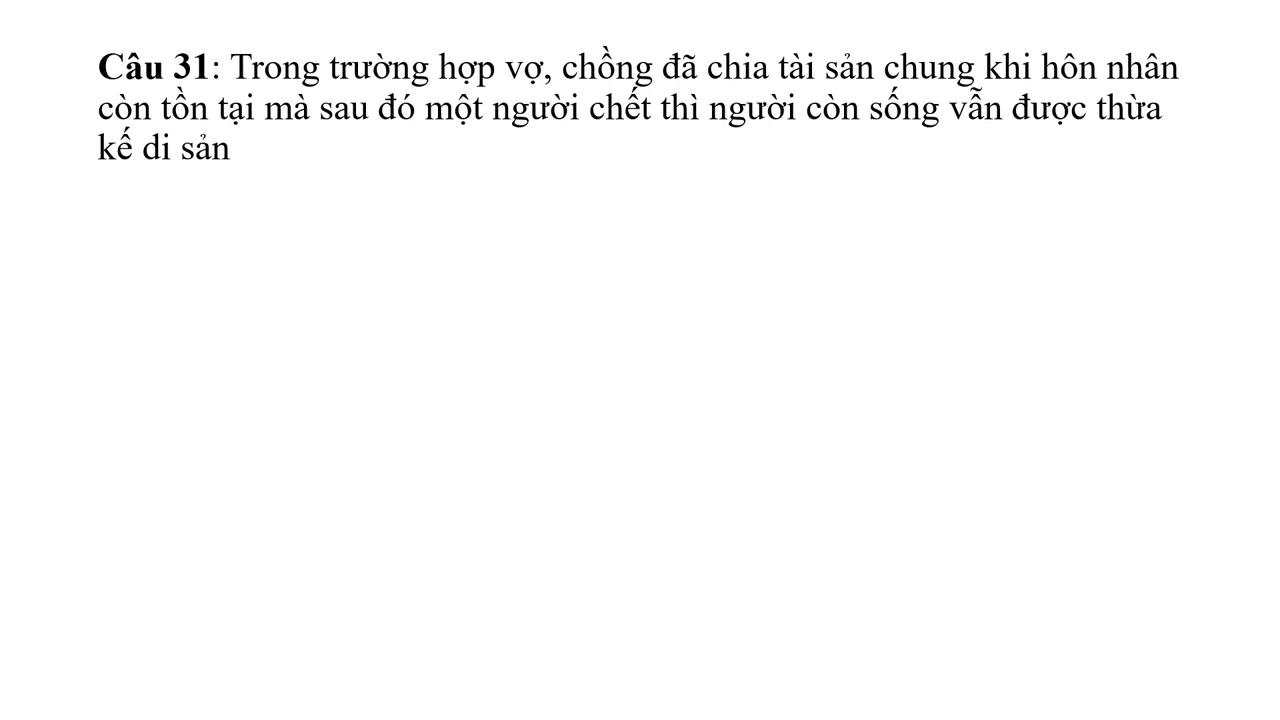 Câu 31: Trong trường hợp vợ, chồng đã chia tài sản chung khi hôn nhân
còn tồn tại mà sau đó một người chết thì người còn sống vẫn được thừa
kế di sản